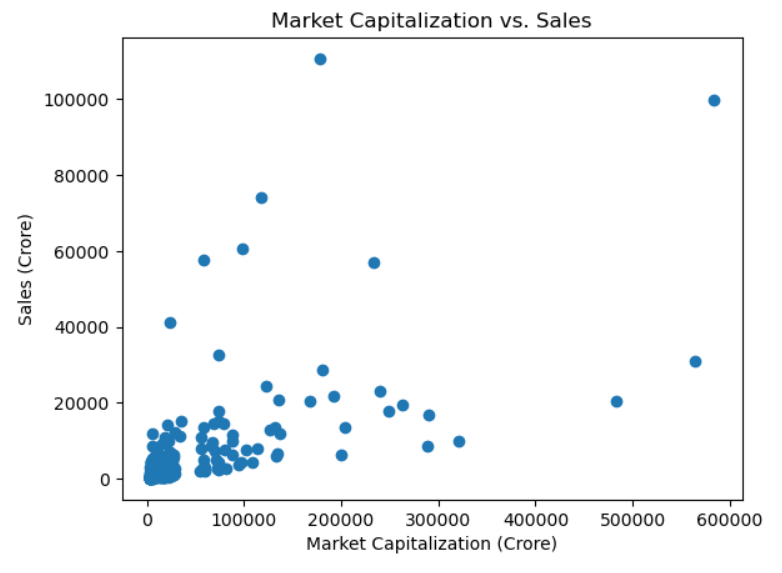 Market Capitalization vs. Sales
100000
80000
60000
40000
20000
0
Sales (Crore)
0 100000 200000 300000 400000 500000 600000
Market Capitalization (Crore)